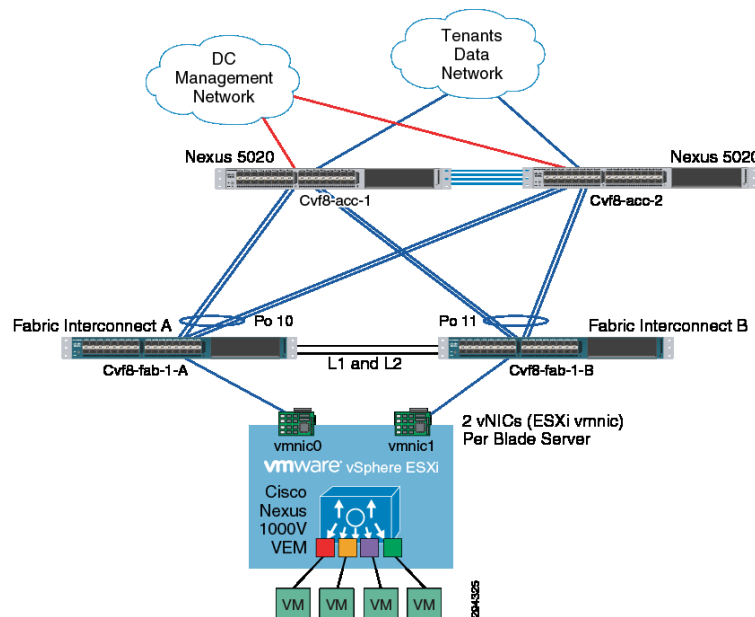 DC
Management
Network
Tenants
Data
Network
Nexus 5020
Nexus 5020
Cvf8-acc-1
Cvf8-acc-2
Fabric Interconnect A
Po 10
Po 11
Fabric Interconnect B
Cvf8-fab-1-A
L1 and L2
Cvf8-fab-1-B
vmnic0
vmnic1
2 vNICs (ESXi vmnic)
Per Blade Server
vmware vSphere ESXi
Cisco
Nexus
1000V
VEM
VM VM VM VM
294325